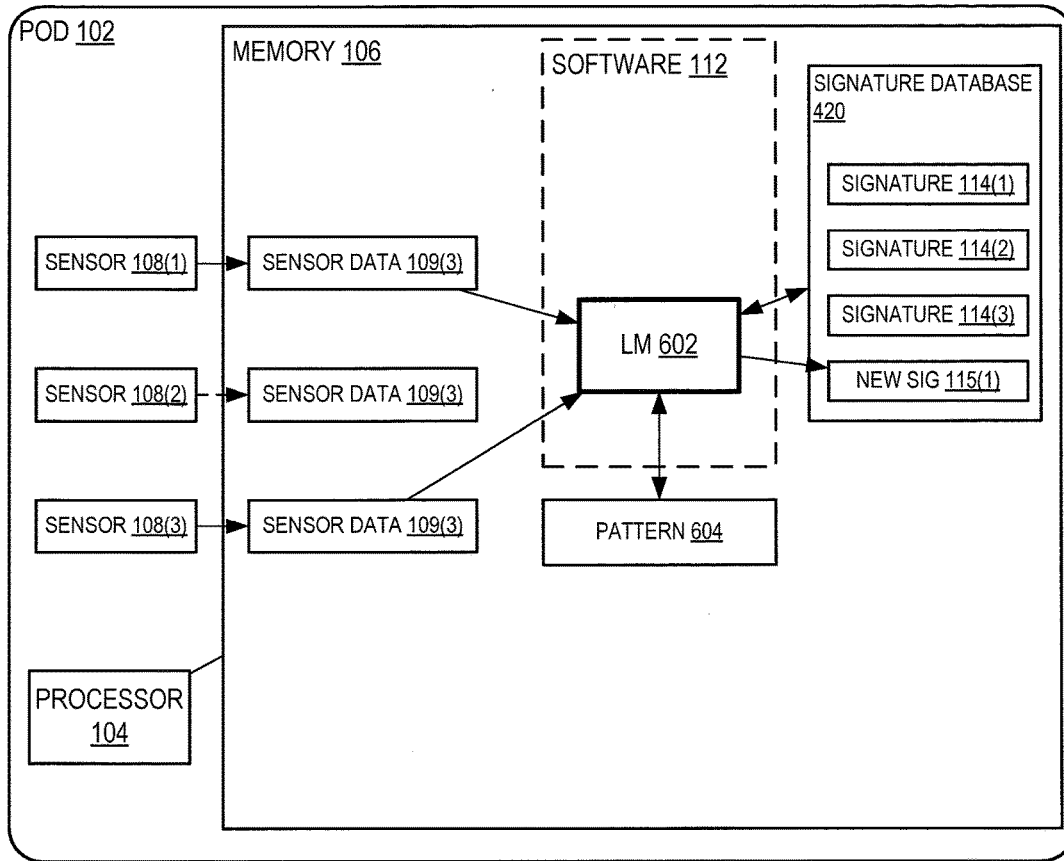 POD 102
MEMORY 106
SOFTWARE 112
SIGNATURE DATABASE
420
SIGNATURE 114(1)
SIGNATURE 114(2)
SIGNATURE 114(3)
NEW SIG 115(1)
SENSOR 108(1)
SENSOR DATA 109(3)
LM 602
SENSOR 108(2)
SENSOR DATA 109(3)
SENSOR 108(3)
SENSOR DATA 109(3)
PATTERN 604
PROCESSOR
104